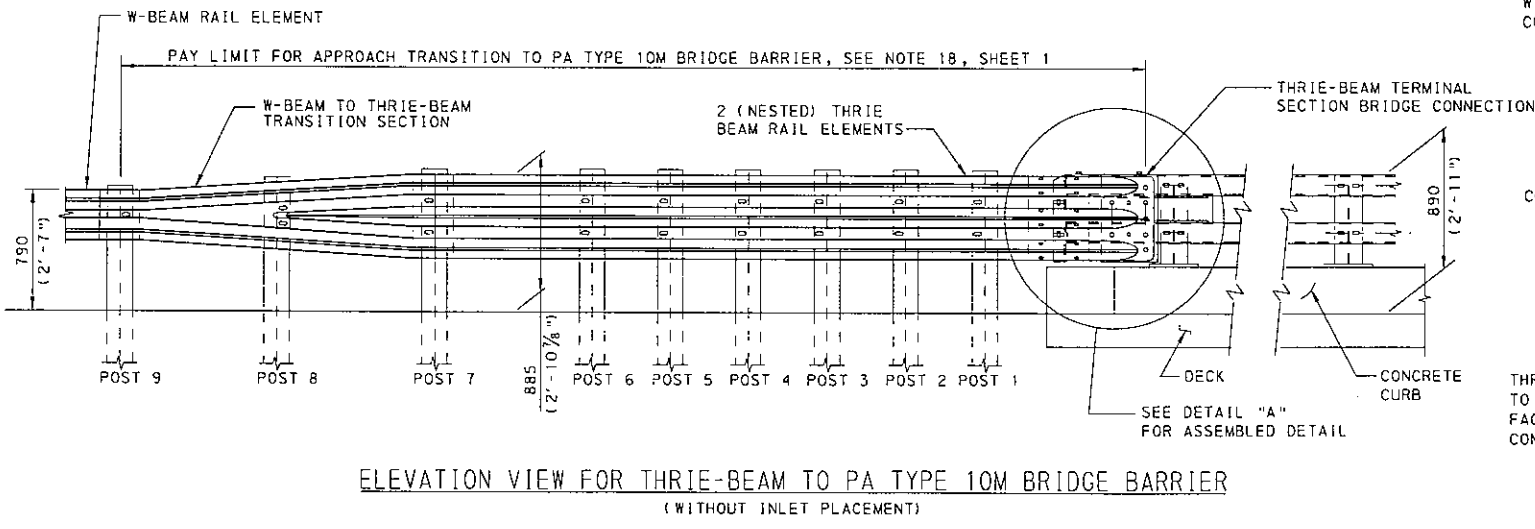 W-BEAM RAIL ELEMENT
PAY LIMIT FOR APPROACH TRANSITION TO PA TYPE 10M BRIDGE BARRIER, SEE NOTE 18, SHEET 1
W-BEAM TO THRIE-BEAM
TRANSITION SECTION
2 (NESTED) THRIE
BEAM RAIL ELEMENTS
THRIE-BEAM TERMINAL
SECTION BRIDGE CONNECTION
790
(2'-7")
885
(2'-10 7/8")
890
(2'-11")
POST 9
POST 8
POST 7
POST 6
POST 5
POST 4
POST 3
POST 2
POST 1
DECK
CONCRETE
CURB
SEE DETAIL "A"
FOR ASSEMBLED DETAIL
TO
ELEVATION VIEW FOR THRIE-BEAM TO PA TYPE 10M BRIDGE BARRIER
(WITHOUT INLET PLACEMENT)